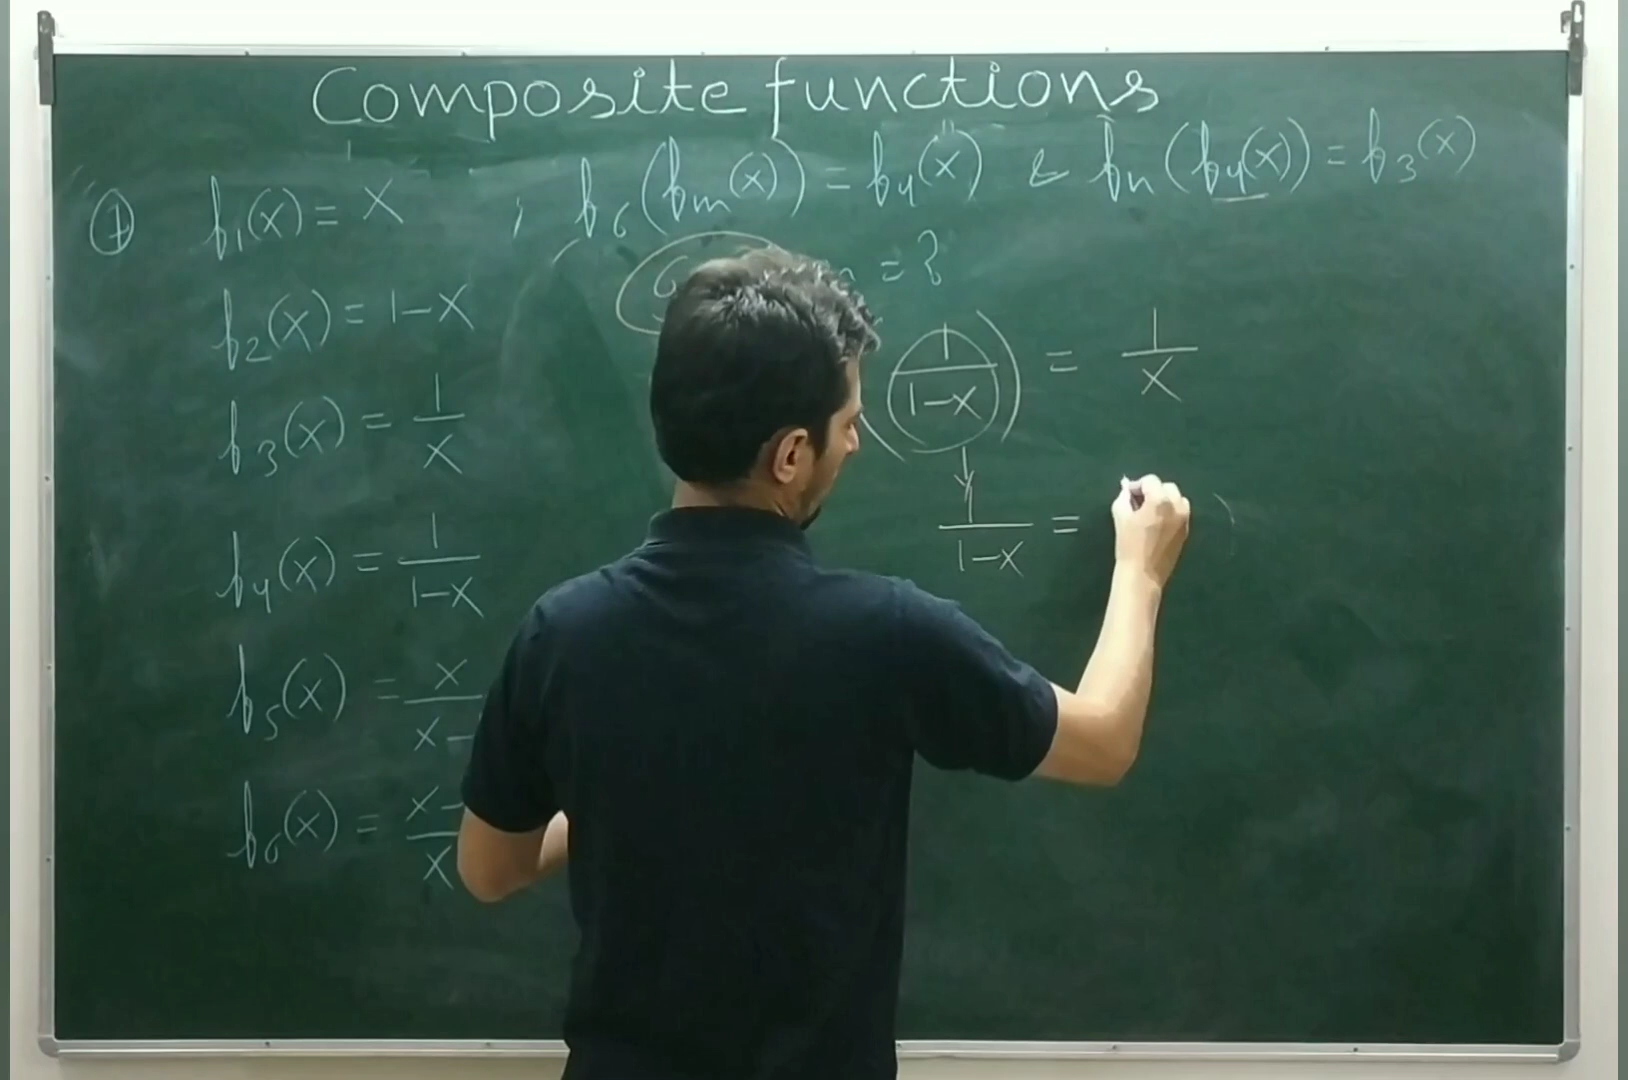 Composite functions
① f₁(x) = x , f₆(fₘ(x)) = f₄(x) & fₙ(f₄(x)) = f₃(x)
= ?
f₂(x) = 1-x
(1/(1-x)) = 1/x
f₃(x) = 1/x
1/(1-x) =
f₄(x) = 1/(1-x)
f₅(x) = x/(x-
f₆(x) = (x-/x